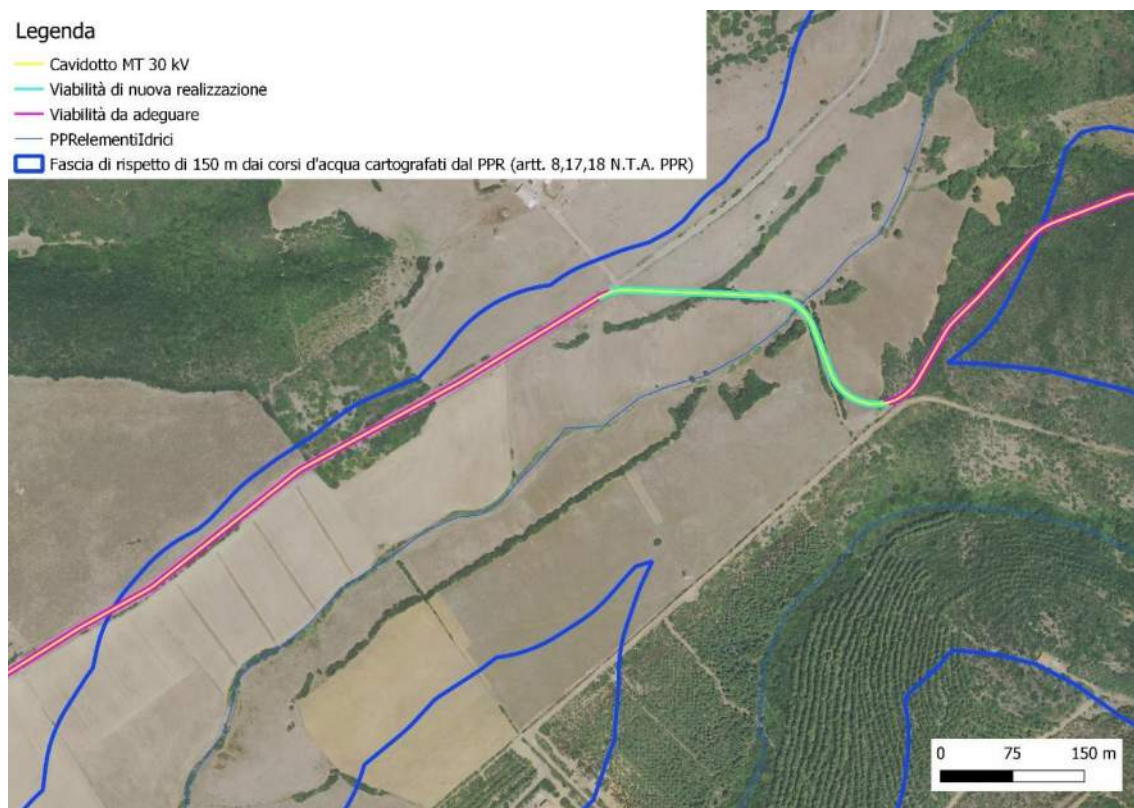 Legenda
Cavidotto MT 30 kV
Viabilità di nuova realizzazione
Viabilità da adeguare
PPRelementiIdrici
Fascia di rispetto di 150 m dai corsi d'acqua cartografati dal PPR (artt. 8,17,18 N.T.A. PPR)
0 75 150 m